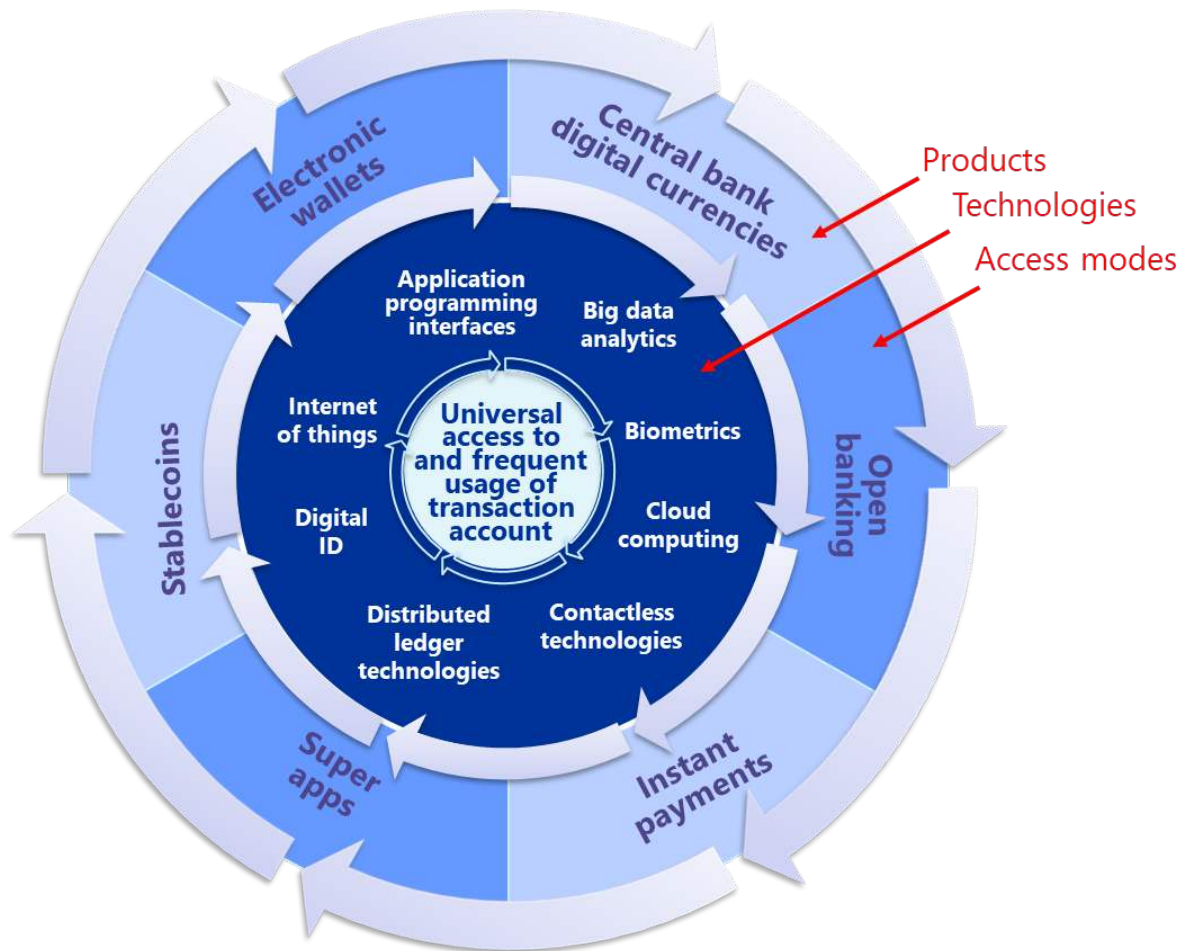 Electronic
wallets
Central bank
digital currencies
Products
Technologies
Access modes
Application
programming
interfaces
Big data
analytics
Internet
of things
Universal
access to
and frequent
usage of
transaction
account
Biometrics
Open
banking
Stablecoins
Digital
ID
Cloud
computing
Distributed
ledger
technologies
Contactless
technologies
Super
apps
Instant
payments